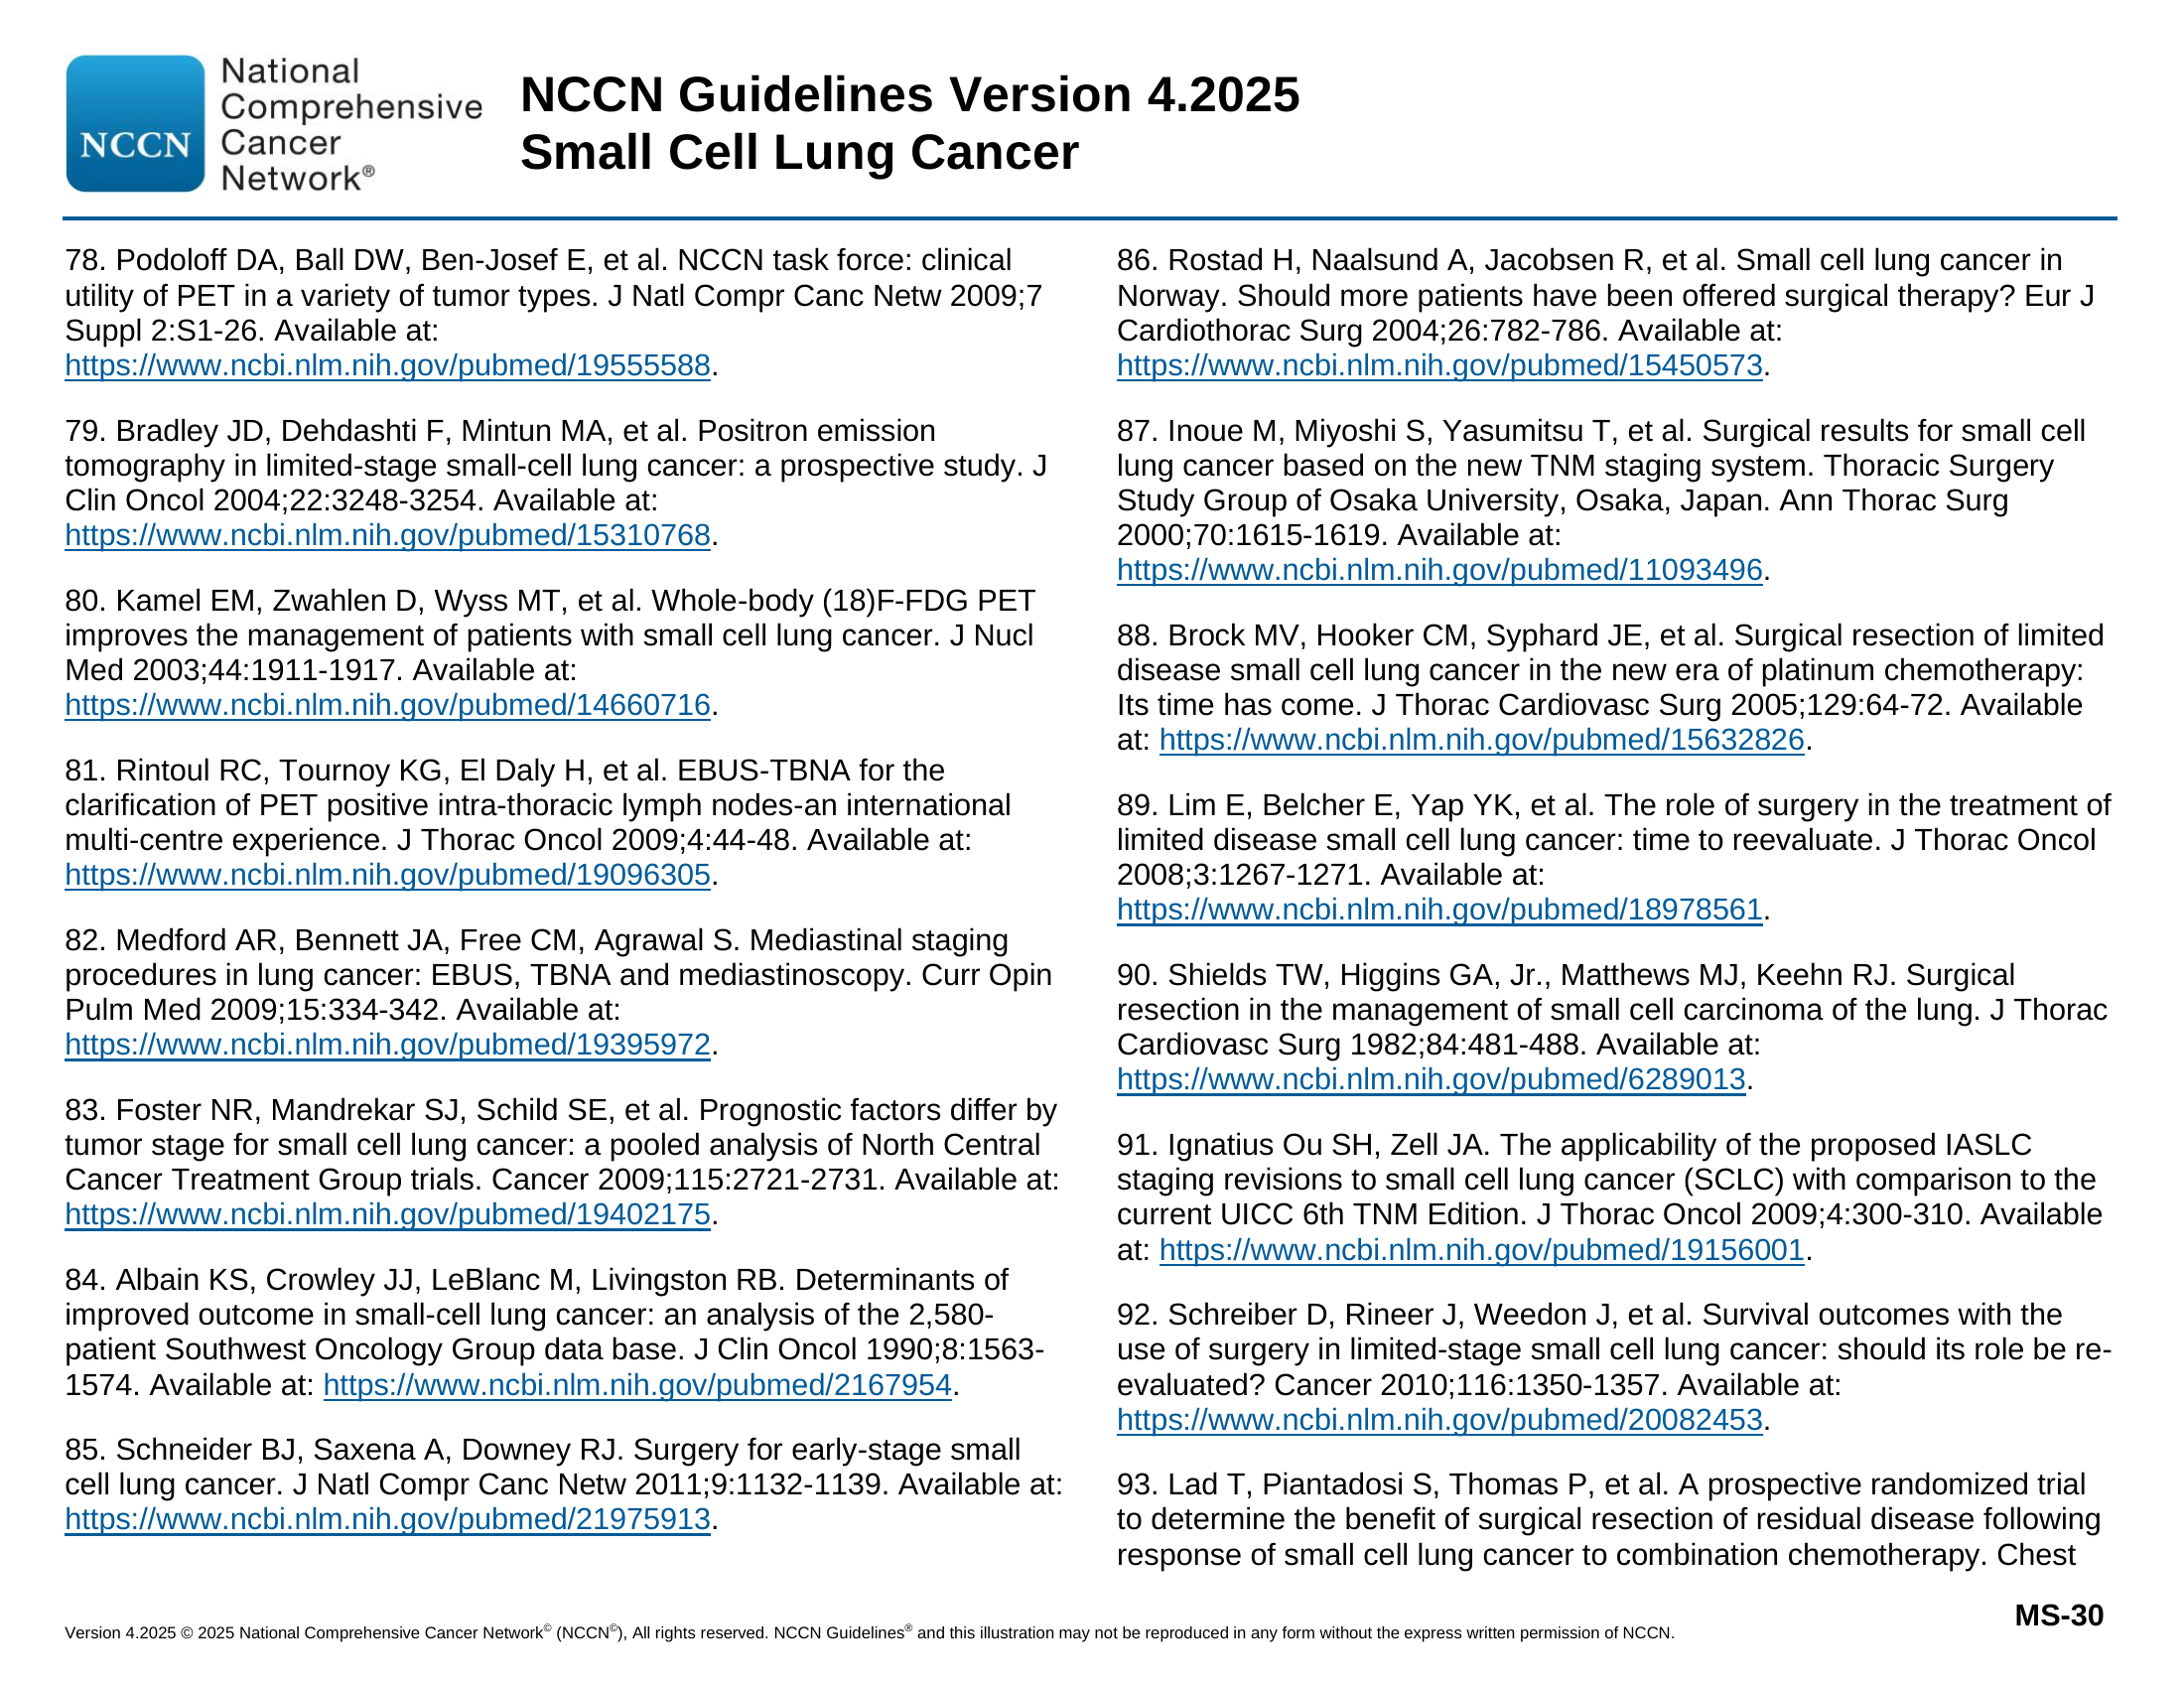 NCCN
National
Comprehensive
Cancer
Network®
NCCN Guidelines Version 4.2025
Small Cell Lung Cancer
78. Podoloff DA, Ball DW, Ben-Josef E, et al. NCCN task force: clinical
utility of PET in a variety of tumor types. J Natl Compr Canc Netw 2009;7
Suppl 2:S1-26. Available at:
https://www.ncbi.nlm.nih.gov/pubmed/19555588.
79. Bradley JD, Dehdashti F, Mintun MA, et al. Positron emission
tomography in limited-stage small-cell lung cancer: a prospective study. J
Clin Oncol 2004;22:3248-3254. Available at:
https://www.ncbi.nlm.nih.gov/pubmed/15310768.
80. Kamel EM, Zwahlen D, Wyss MT, et al. Whole-body (18)F-FDG PET
improves the management of patients with small cell lung cancer. J Nucl
Med 2003;44:1911-1917. Available at:
https://www.ncbi.nlm.nih.gov/pubmed/14660716.
81. Rintoul RC, Tournoy KG, El Daly H, et al. EBUS-TBNA for the
clarification of PET positive intra-thoracic lymph nodes-an international
multi-centre experience. J Thorac Oncol 2009;4:44-48. Available at:
https://www.ncbi.nlm.nih.gov/pubmed/19096305.
82. Medford AR, Bennett JA, Free CM, Agrawal S. Mediastinal staging
procedures in lung cancer: EBUS, TBNA and mediastinoscopy. Curr Opin
Pulm Med 2009;15:334-342. Available at:
https://www.ncbi.nlm.nih.gov/pubmed/19395972.
83. Foster NR, Mandrekar SJ, Schild SE, et al. Prognostic factors differ by
tumor stage for small cell lung cancer: a pooled analysis of North Central
Cancer Treatment Group trials. Cancer 2009;115:2721-2731. Available at:
https://www.ncbi.nlm.nih.gov/pubmed/19402175.
84. Albain KS, Crowley JJ, LeBlanc M, Livingston RB. Determinants of
improved outcome in small-cell lung cancer: an analysis of the 2,580-
patient Southwest Oncology Group data base. J Clin Oncol 1990;8:1563-
1574. Available at: https://www.ncbi.nlm.nih.gov/pubmed/2167954.
85. Schneider BJ, Saxena A, Downey RJ. Surgery for early-stage small
cell lung cancer. J Natl Compr Canc Netw 2011;9:1132-1139. Available at:
https://www.ncbi.nlm.nih.gov/pubmed/21975913.
86. Rostad H, Naalsund A, Jacobsen R, et al. Small cell lung cancer in
Norway. Should more patients have been offered surgical therapy? Eur J
Cardiothorac Surg 2004;26:782-786. Available at:
https://www.ncbi.nlm.nih.gov/pubmed/15450573.
87. Inoue M, Miyoshi S, Yasumitsu T, et al. Surgical results for small cell
lung cancer based on the new TNM staging system. Thoracic Surgery
Study Group of Osaka University, Osaka, Japan. Ann Thorac Surg
2000;70:1615-1619. Available at:
https://www.ncbi.nlm.nih.gov/pubmed/11093496.
88. Brock MV, Hooker CM, Syphard JE, et al. Surgical resection of limited
disease small cell lung cancer in the new era of platinum chemotherapy:
Its time has come. J Thorac Cardiovasc Surg 2005;129:64-72. Available
at: https://www.ncbi.nlm.nih.gov/pubmed/15632826.
89. Lim E, Belcher E, Yap YK, et al. The role of surgery in the treatment of
limited disease small cell lung cancer: time to reevaluate. J Thorac Oncol
2008;3:1267-1271. Available at:
https://www.ncbi.nlm.nih.gov/pubmed/18978561.
90. Shields TW, Higgins GA, Jr., Matthews MJ, Keehn RJ. Surgical
resection in the management of small cell carcinoma of the lung. J Thorac
Cardiovasc Surg 1982;84:481-488. Available at:
https://www.ncbi.nlm.nih.gov/pubmed/6289013.
91. Ignatius Ou SH, Zell JA. The applicability of the proposed IASLC
staging revisions to small cell lung cancer (SCLC) with comparison to the
current UICC 6th TNM Edition. J Thorac Oncol 2009;4:300-310. Available
at: https://www.ncbi.nlm.nih.gov/pubmed/19156001.
92. Schreiber D, Rineer J, Weedon J, et al. Survival outcomes with the
use of surgery in limited-stage small cell lung cancer: should its role be re-
evaluated? Cancer 2010;116:1350-1357. Available at:
https://www.ncbi.nlm.nih.gov/pubmed/20082453.
93. Lad T, Piantadosi S, Thomas P, et al. A prospective randomized trial
to determine the benefit of surgical resection of residual disease following
response of small cell lung cancer to combination chemotherapy. Chest
MS-30
Version 4.2025 © 2025 National Comprehensive Cancer Network© (NCCN©), All rights reserved. NCCN Guidelines® and this illustration may not be reproduced in any form without the express written permission of NCCN.